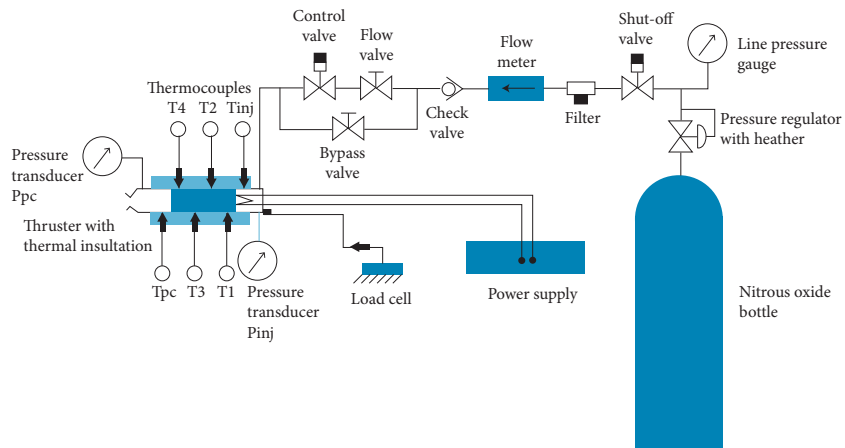 Control
valve
Flow
valve
Flow
meter
Shut-off
valve
Line pressure
gauge
Thermocouples
T4
T2
Tinj
Check
valve
Filter
Pressure regulator
with heather
Bypass
valve
Pressure
transducer
Ppc
Thruster with
thermal insultation
Tpc
T3
T1
Pressure
transducer
Pinj
Load cell
Power supply
Nitrous oxide
bottle